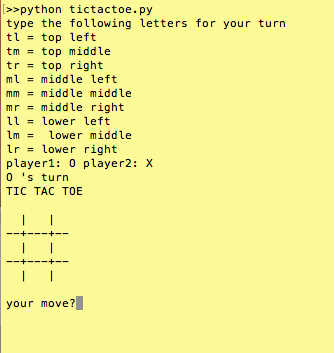 [>>python tictactoe.py
type the following letters for your turn
tl = top left
tm = top middle
tr = top right
ml = middle left
mm = middle middle
mr = middle right
ll = lower left
lm =  lower middle
lr = lower right
player1: O player2: X
O 's turn
TIC TAC TOE
  |   |
--+---+--
  |   |
--+---+--
  |   |
your move?